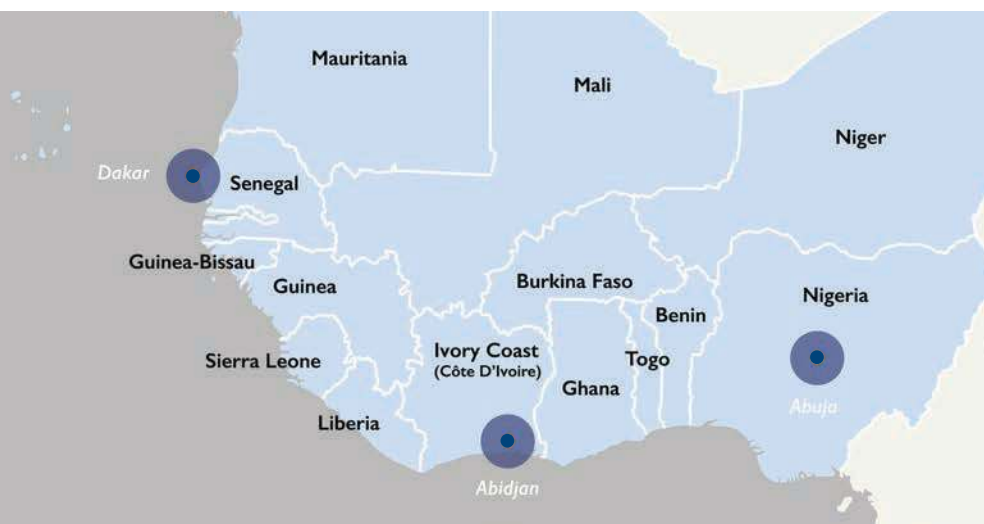 Mauritania
Mali
Niger
Dakar
Senegal
Guinea-Bissau
Guinea
Burkina Faso
Nigeria
Benin
Ivory Coast
(Côte D'Ivoire)
Togo
Sierra Leone
Ghana
Abuja
Liberia
Abidjan